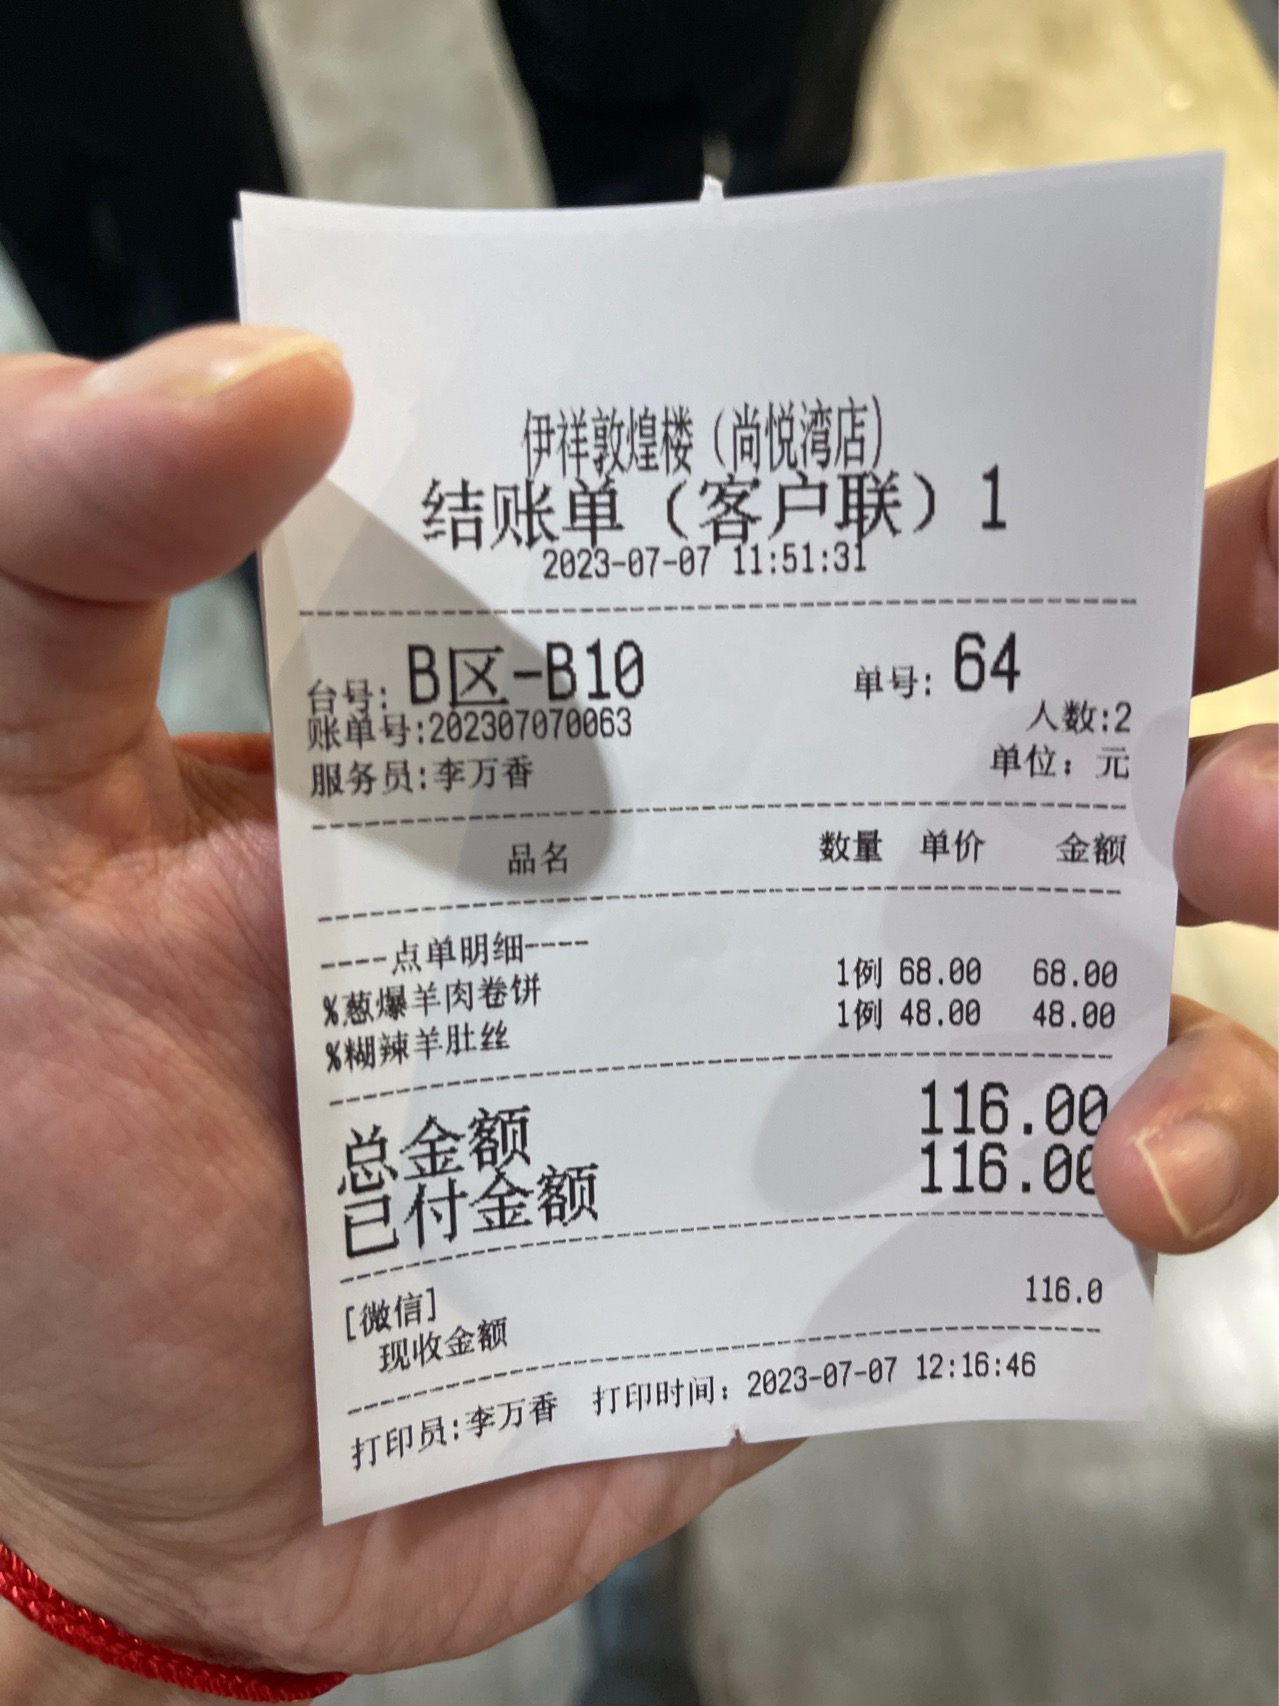 伊祥敦煌楼（尚悦湾店）
结账单（客户联）1
2023-07-07 11:51:31
台号: B区-B10 单号: 64
账单号:202307070063 人数:2
服务员:李万香 单位：元
品名 数量 单价 金额
----点单明细----
%葱爆羊肉卷饼 1例 68.00 68.00
%糊辣羊肚丝 1例 48.00 48.00
总金额 116.00
已付金额 116.00
[微信]
现收金额 116.0
打印员:李万香 打印时间：2023-07-07 12:16:46